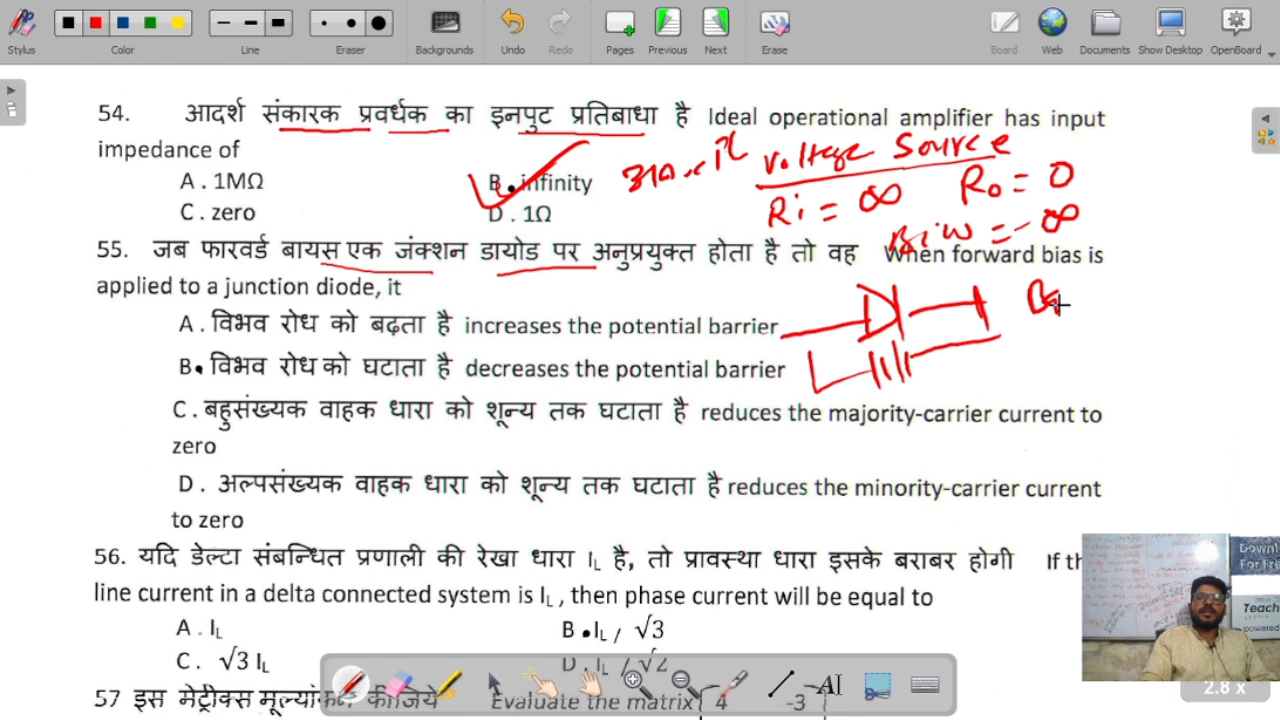 Stylus Color Line Eraser Backgrounds Undo Redo Pages Previous Next Erase Board Web Documents Show Desktop OpenBoard
54. आदर्श संकारक प्रवर्धक का इनपुट प्रतिबाधा है Ideal operational amplifier has input
impedance of
voltage source
A . 1MΩ B. infinity
Ri = ∞ Ro = 0
C . zero D . 1Ω
55. जब फारवर्ड बायस एक जंक्शन डायोड पर अनुप्रयुक्त होता है तो वह When forward bias is
applied to a junction diode, it
A . विभव रोध को बढ़ता है increases the potential barrier
B. विभव रोध को घटाता है decreases the potential barrier
C . बहुसंख्यक वाहक धारा को शून्य तक घटाता है reduces the majority-carrier current to
zero
D . अल्पसंख्यक वाहक धारा को शून्य तक घटाता है reduces the minority-carrier current
to zero
56. यदि डेल्टा संबन्धित प्रणाली की रेखा धारा IL है, तो प्रावस्था धारा इसके बराबर होगी If
line current in a delta connected system is IL , then phase current will be equal to
A . IL B . IL / √3
C . √3 IL D . IL / √2
57 इस मेट्रीक्स मूल्यांकन कीजिये Evaluate the matrix 4 -3
Teach
powered
2.8 x